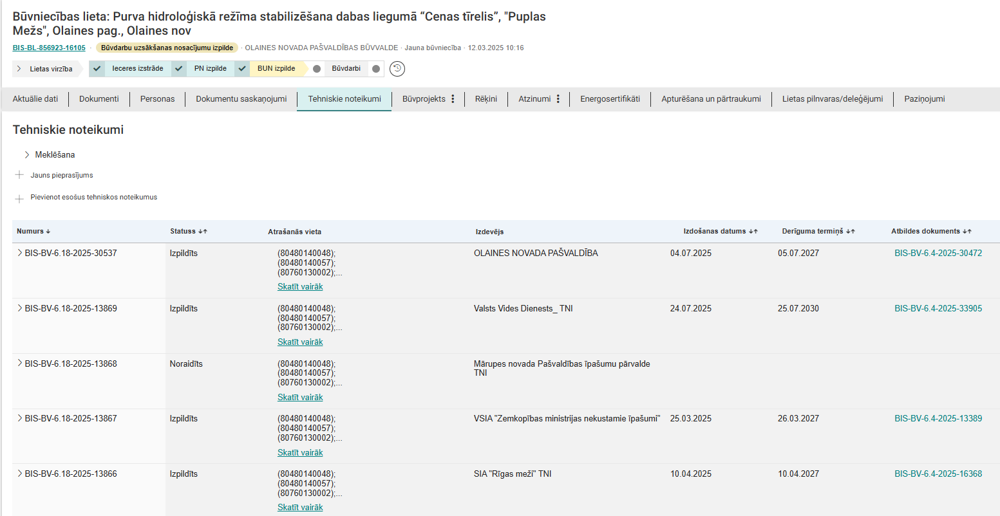 Būvniecības lieta: Purva hidroloģiskā režīma stabilizēšana dabas liegumā “Cenas tīrelis”, "Puplas
Mežs", Olaines pag., Olaines nov
BIS-BL-856923-16105 · Būvdarbu uzsākšanas nosacījumu izpilde · OLAINES NOVADA PAŠVALDĪBAS BŪVVALDE · Jauna būvniecība · 12.03.2025 10:16
Lietas virzība Ieceres izstrāde PN izpilde BUN izpilde Būvdarbi
Aktuālie dati Dokumenti Personas Dokumentu saskaņojumi Tehniskie noteikumi Būvprojekts Rēķini Atzinumi Energosertifikāti Apturēšana un pārtraukumi Lietas pilnvaras/deleģējumi Paziņojumi
Tehniskie noteikumi
Meklēšana
Jauns pieprasījums
Pievienot esošus tehniskos noteikumus
Numurs Statuss Atrašanās vieta Izdevējs Izdošanas datums Derīguma termiņš Atbildes dokuments
BIS-BV-6.18-2025-30537 Izpildīts (80480140048); OLAINES NOVADA PAŠVALDĪBA 04.07.2025 05.07.2027 BIS-BV-6.4-2025-30472
(80480140057);
(80760130002);...
Skatīt vairāk
BIS-BV-6.18-2025-13869 Izpildīts (80480140048); Valsts Vides Dienests_ TNI 24.07.2025 25.07.2030 BIS-BV-6.4-2025-33905
(80480140057);
(80760130002);...
Skatīt vairāk
BIS-BV-6.18-2025-13868 Noraidīts (80480140048); Mārupes novada Pašvaldības īpašumu pārvalde
(80480140057); TNI
(80760130002);...
Skatīt vairāk
BIS-BV-6.18-2025-13867 Izpildīts (80480140048); VSIA "Zemkopības ministrijas nekustamie īpašumi" 25.03.2025 26.03.2027 BIS-BV-6.4-2025-13389
(80480140057);
(80760130002);...
Skatīt vairāk
BIS-BV-6.18-2025-13866 Izpildīts (80480140048); SIA "Rīgas meži" TNI 10.04.2025 10.04.2027 BIS-BV-6.4-2025-16368
(80480140057);
(80760130002);...
Skatīt vairāk